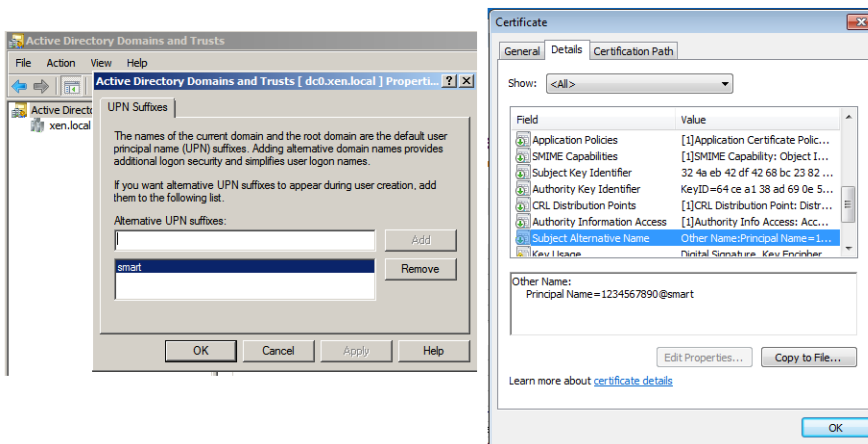 Active Directory Domains and Trusts
File Action View Help
Active Directo
xen.local
Active Directory Domains and Trusts [ dc0.xen.local ] Properti...
UPN Suffixes
The names of the current domain and the root domain are the default user
principal name (UPN) suffixes. Adding alternative domain names provides
additional logon security and simplifies user logon names.
If you want alternative UPN suffixes to appear during user creation, add
them to the following list.
Alternative UPN suffixes:
Add
smart
Remove
OK Cancel Apply Help
Certificate
General Details Certification Path
Show: <All>
Field Value
Application Policies [1]Application Certificate Polic...
SMIME Capabilities [1]SMIME Capability: Object I...
Subject Key Identifier 32 4a eb 42 df 42 68 bc 23 82 ...
Authority Key Identifier KeyID=64 ce a1 38 ad 69 0e 5...
CRL Distribution Points [1]CRL Distribution Point: Distr...
Authority Information Access [1]Authority Info Access: Acc...
Subject Alternative Name Other Name:Principal Name=1...
Key Usage Digital Signature, Key Encipher
Other Name:
Principal Name=1234567890@smart
Edit Properties... Copy to File...
Learn more about certificate details
OK